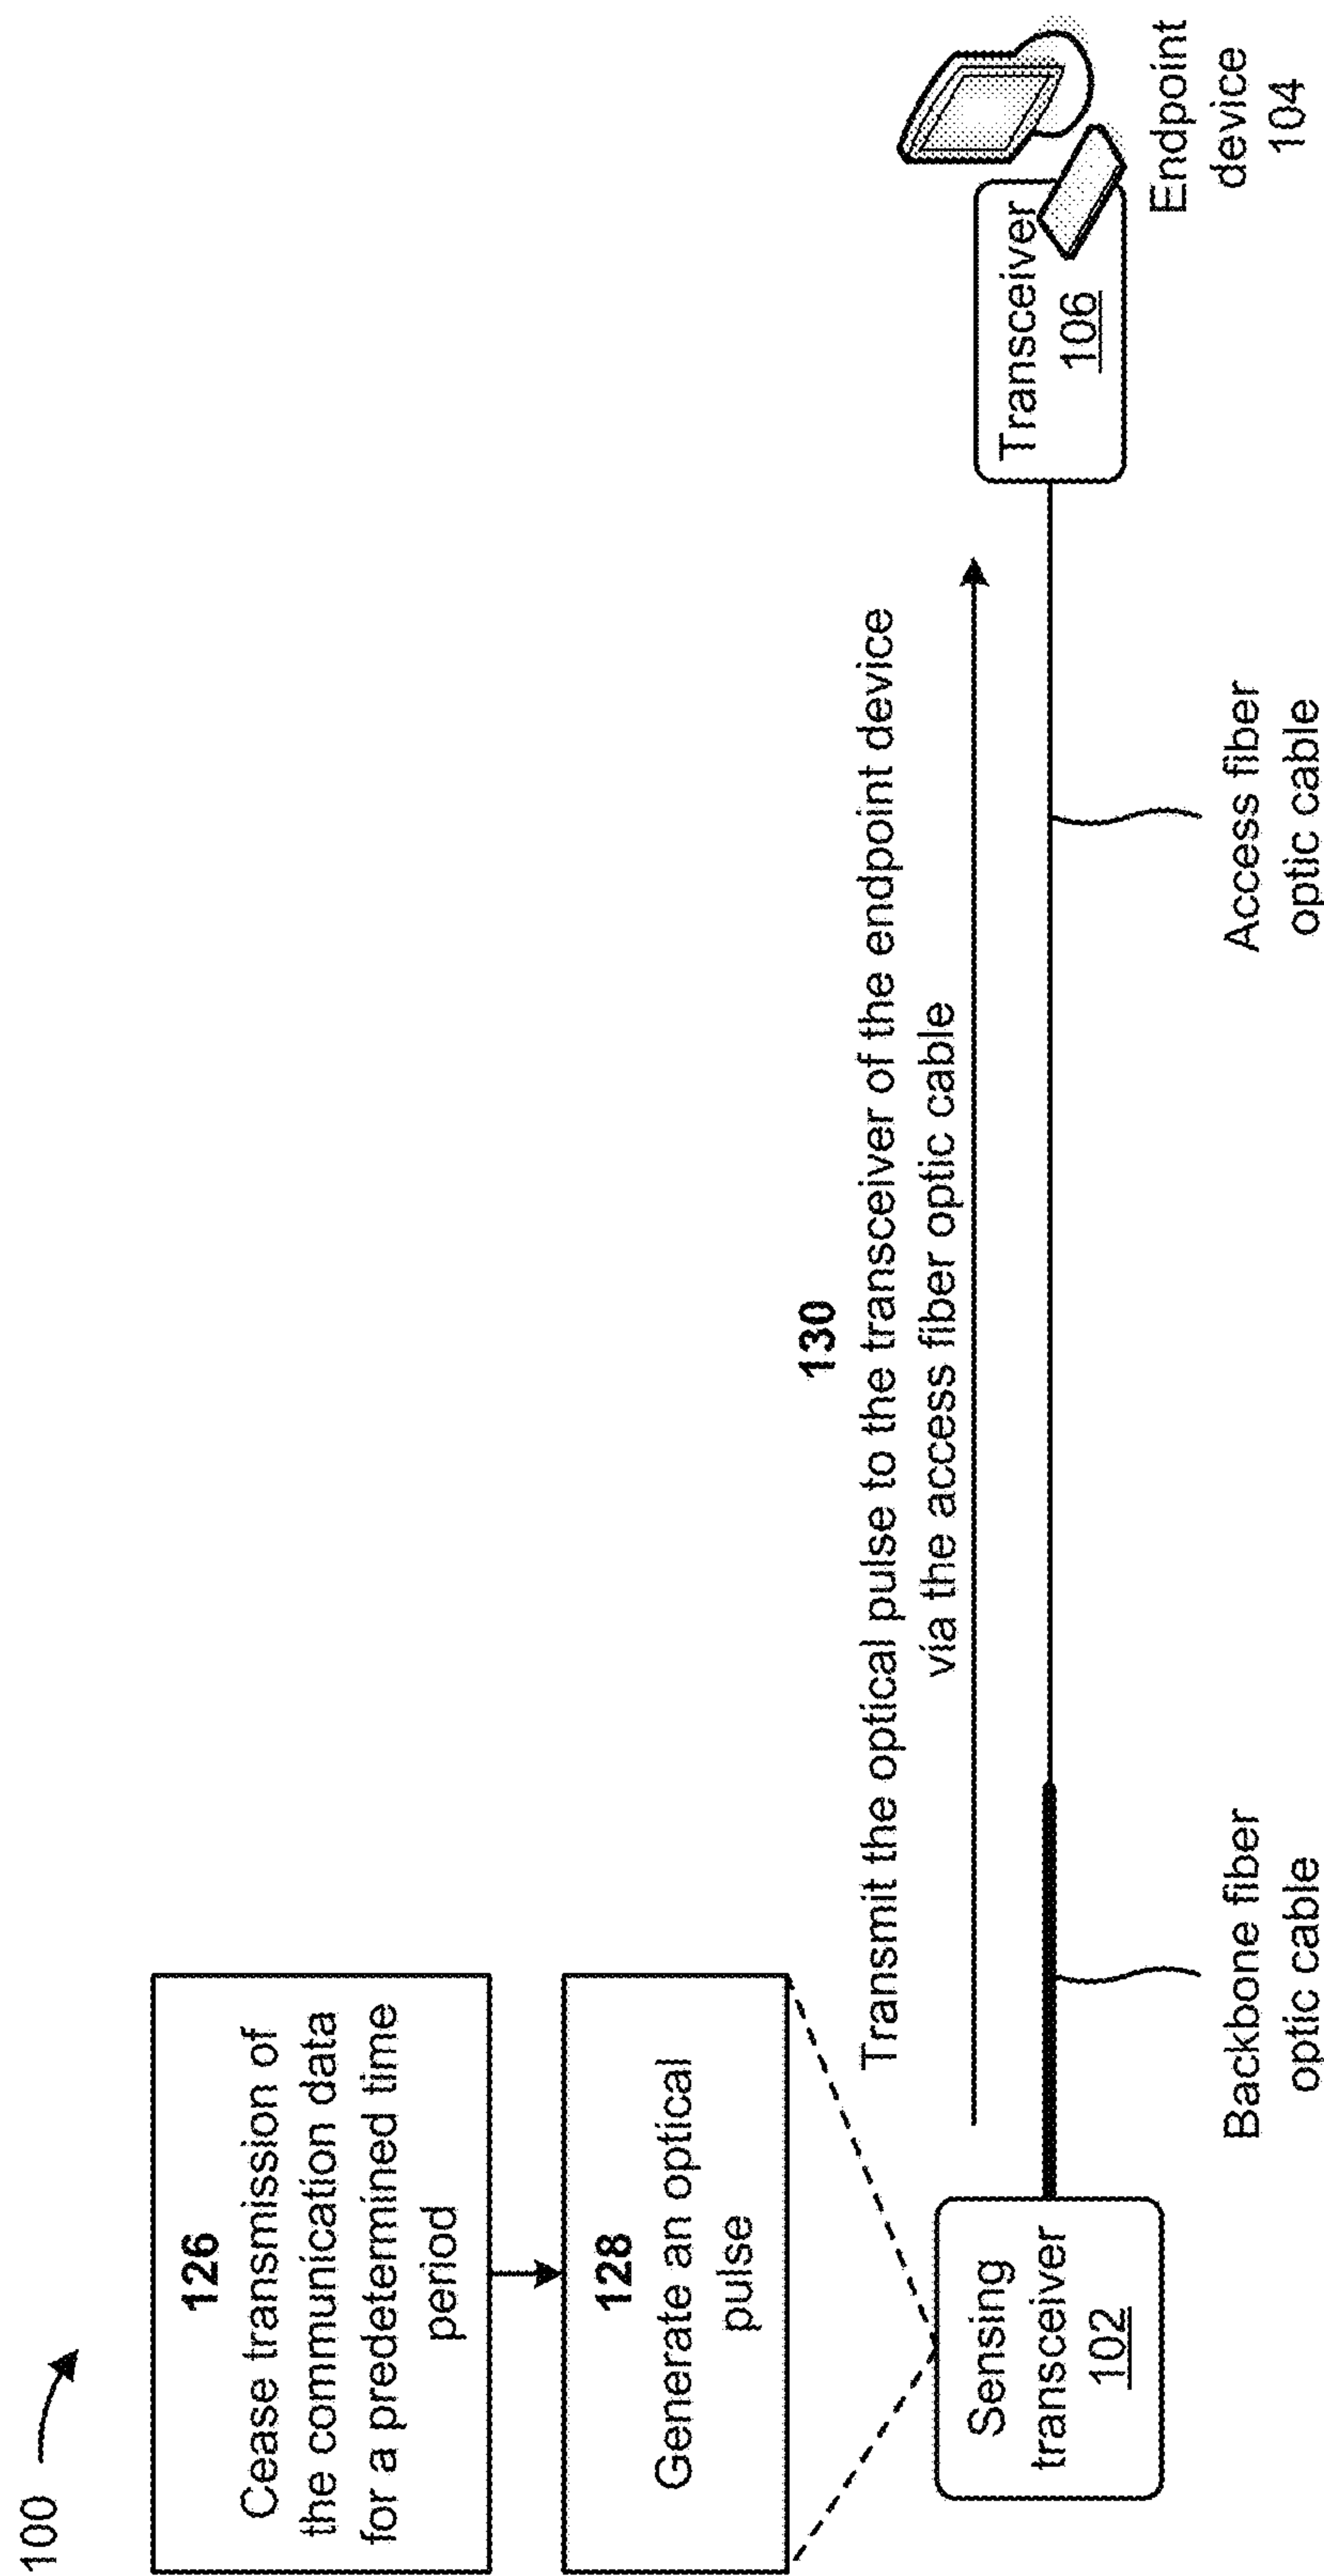 100
126
Cease transmission of
the communication data
for a predetermined time
period
128
Generate an optical
pulse
130
Transmit the optical pulse to the transceiver of the endpoint device
via the access fiber optic cable
Sensing
transceiver
102
Transceiver
106
Endpoint
device
104
Backbone fiber
optic cable
Access fiber
optic cable